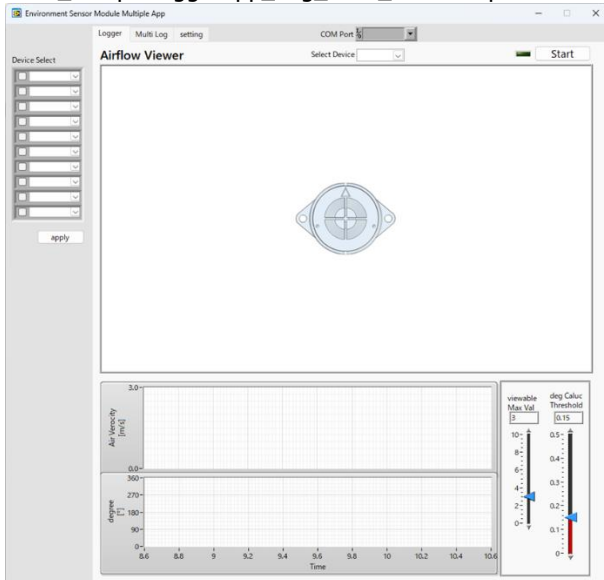 Environment Sensor Module Multiple App
Logger Multi Log setting
COM Port
Device Select
Airflow Viewer
Select Device
Start
apply
3.0
Air Verocity
[m/s]
0.0
360
270
degree
[°]
180
90
0
8.6 8.8 9 9.2 9.4 9.6 9.8 10 10.2 10.4 10.6
Time
viewable
Max Val
3
10
8
6
4
2
0
deg Caluc
Threshold
0.15
0.5
0.4
0.3
0.2
0.1
0